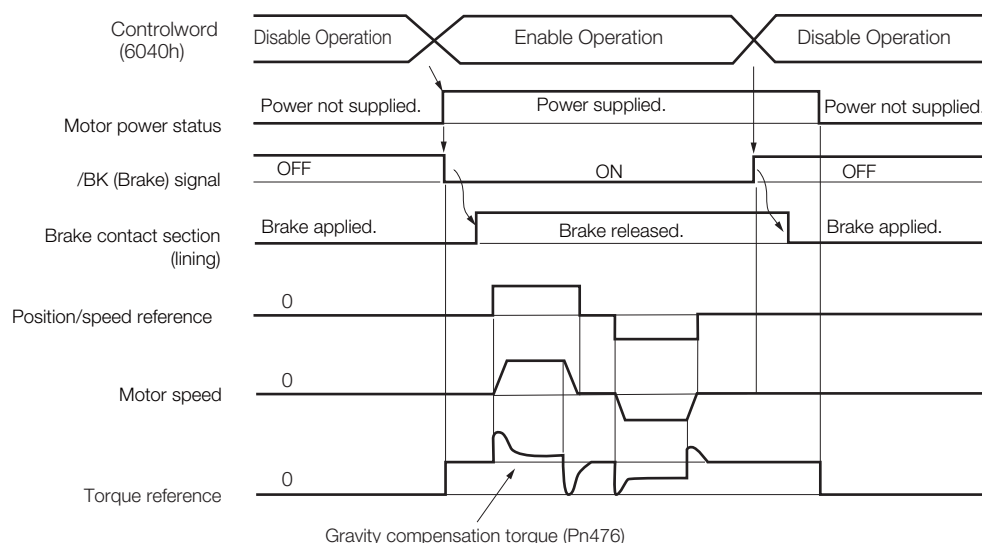 Controlword
(6040h)
Disable Operation
Enable Operation
Disable Operation
Motor power status
Power not supplied.
Power supplied.
Power not supplied.
/BK (Brake) signal
OFF
ON
OFF
Brake contact section
(lining)
Brake applied.
Brake released.
Brake applied.
Position/speed reference
0
Motor speed
0
Torque reference
0
Gravity compensation torque (Pn476)